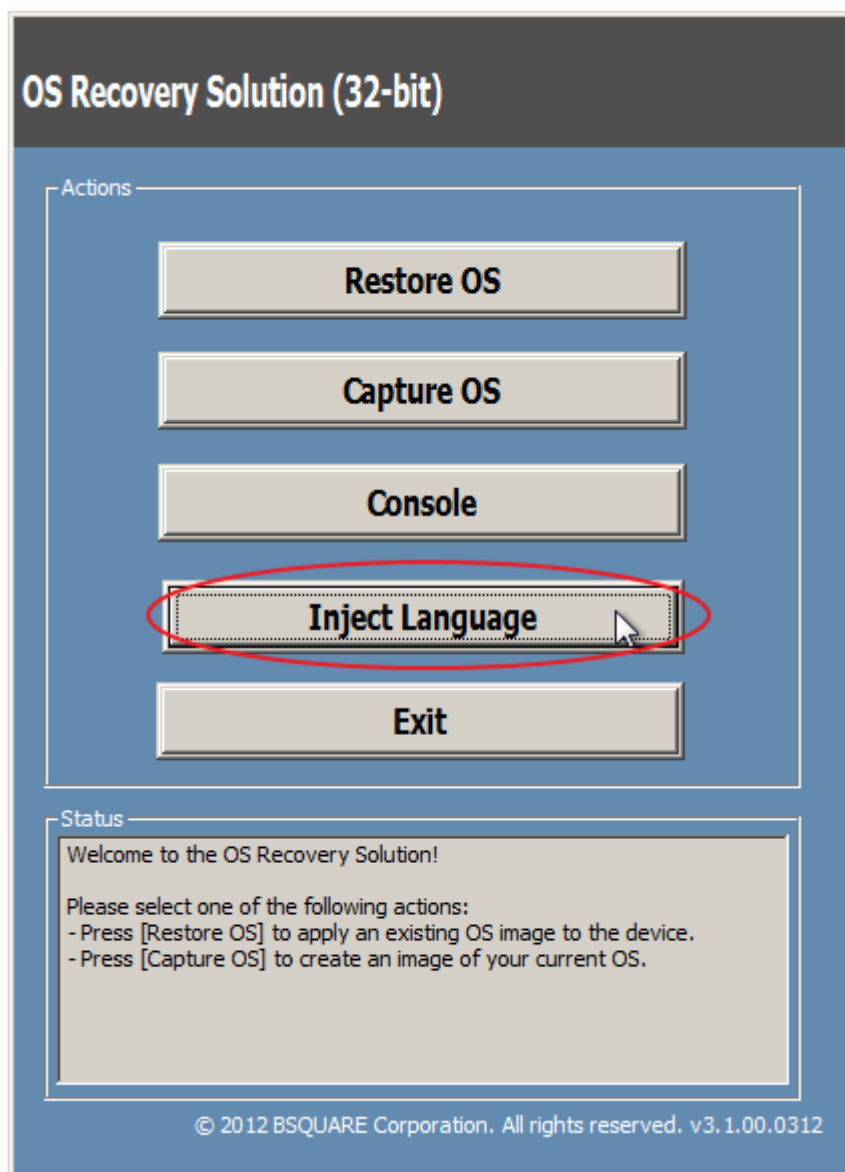 OS Recovery Solution (32-bit)
Actions
Restore OS
Capture OS
Console
Inject Language
Exit
Status
Welcome to the OS Recovery Solution!
Please select one of the following actions:
- Press [Restore OS] to apply an existing OS image to the device.
- Press [Capture OS] to create an image of your current OS.
© 2012 BSQUARE Corporation. All rights reserved. v3.1.00.0312